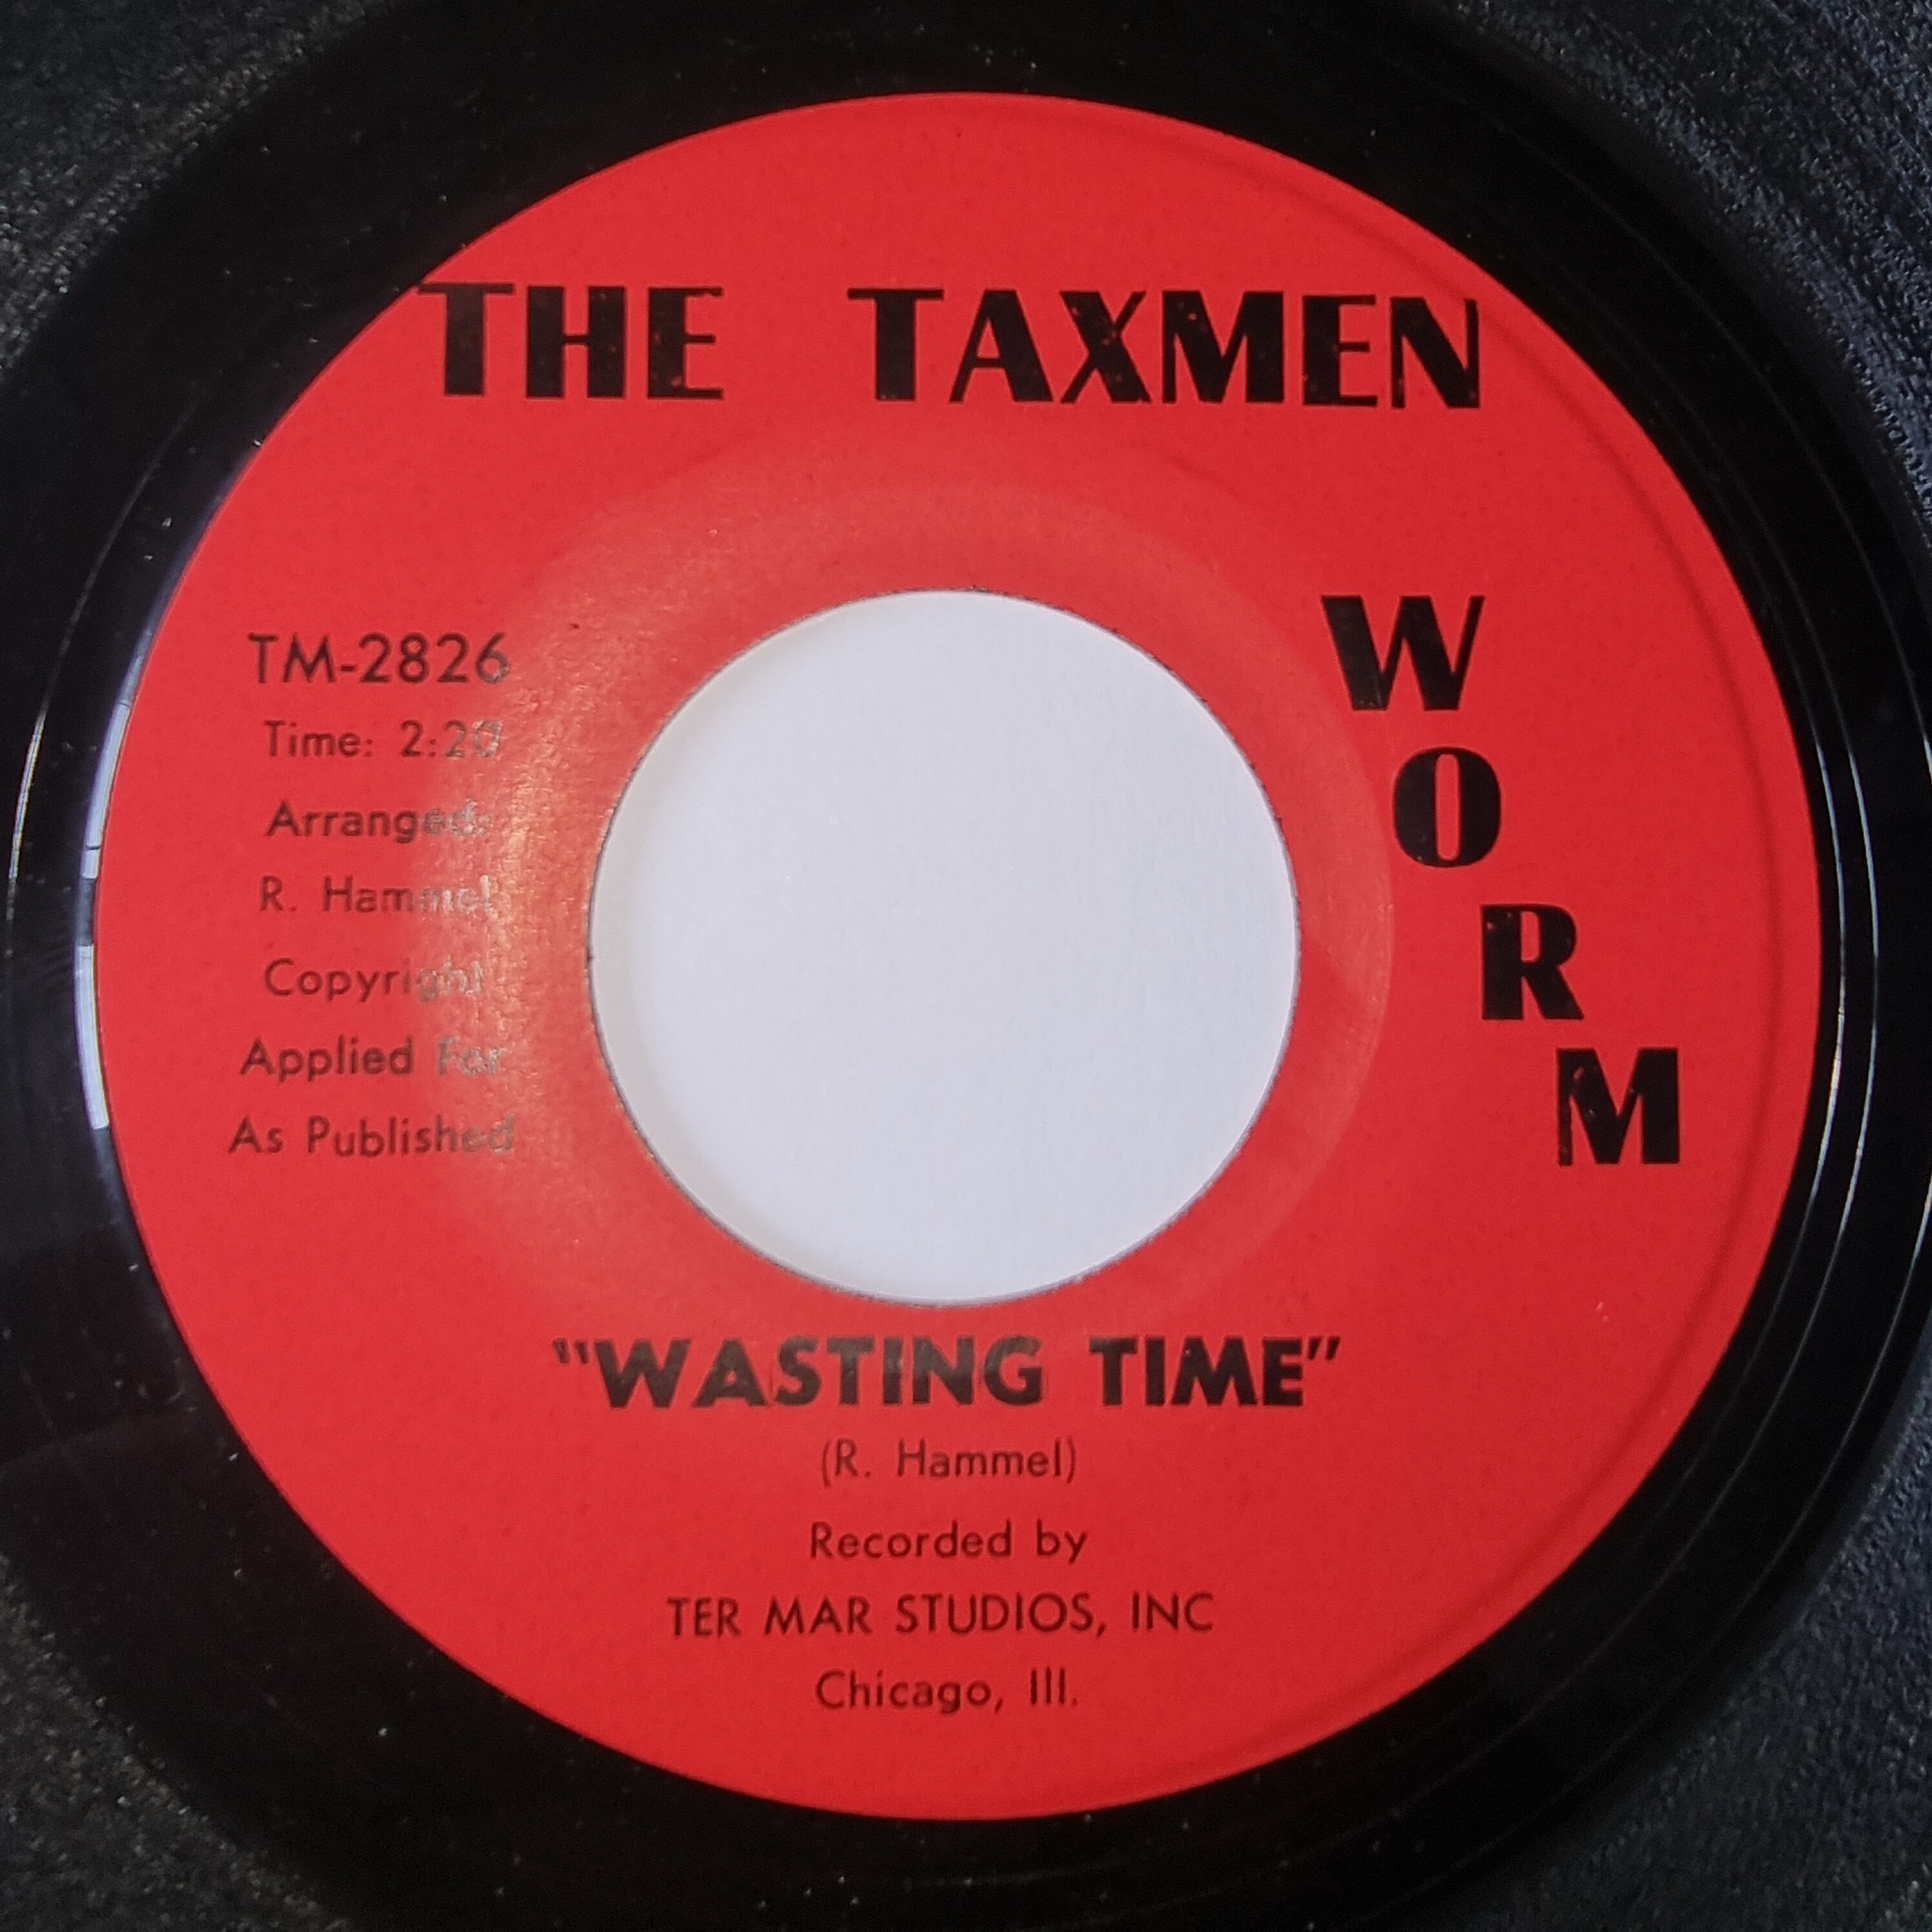 THE TAXMEN
W
O
R
M
TM-2826
Time: 2:20
Arranged:
R. Hammel
Copyright
Applied For
As Published
"WASTING TIME"
(R. Hammel)
Recorded by
TER MAR STUDIOS, INC
Chicago, Ill.